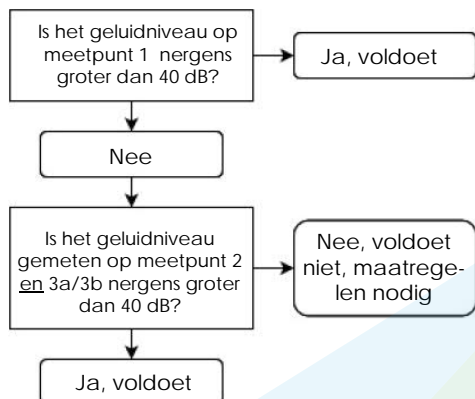 Is het geluidniveau op
meetpunt 1 nergens
groter dan 40 dB?
Ja, voldoet
Nee
Is het geluidniveau
gemeten op meetpunt 2
en 3a/3b nergens groter
dan 40 dB?
Nee, voldoet
niet, maatrege-
len nodig
Ja, voldoet